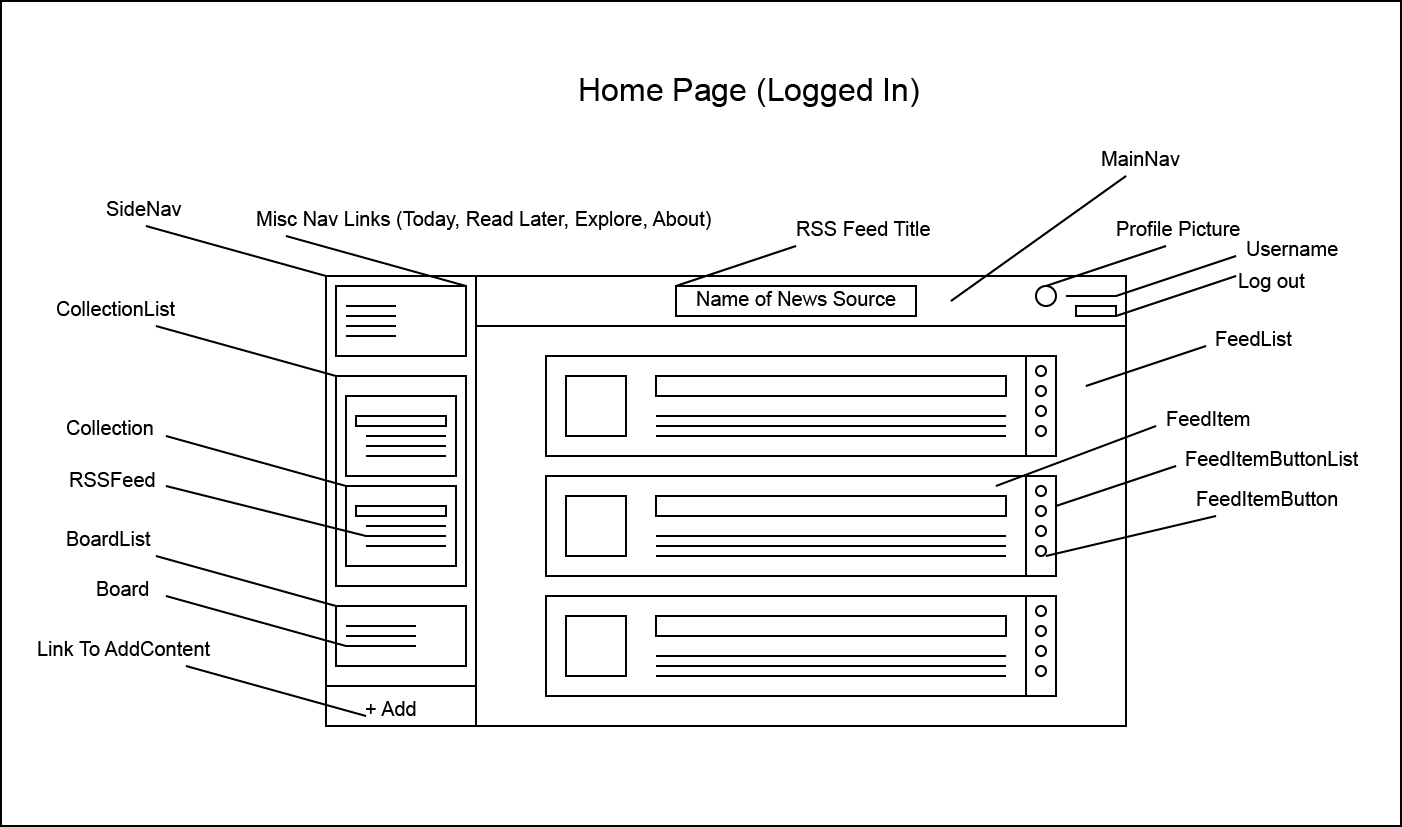 Home Page (Logged In)
MainNav
SideNav
Misc Nav Links (Today, Read Later, Explore, About)
RSS Feed Title
Profile Picture
Username
Log out
CollectionList
Name of News Source
FeedList
Collection
FeedItem
RSSFeed
FeedItemButtonList
FeedItemButton
BoardList
Board
Link To AddContent
+ Add